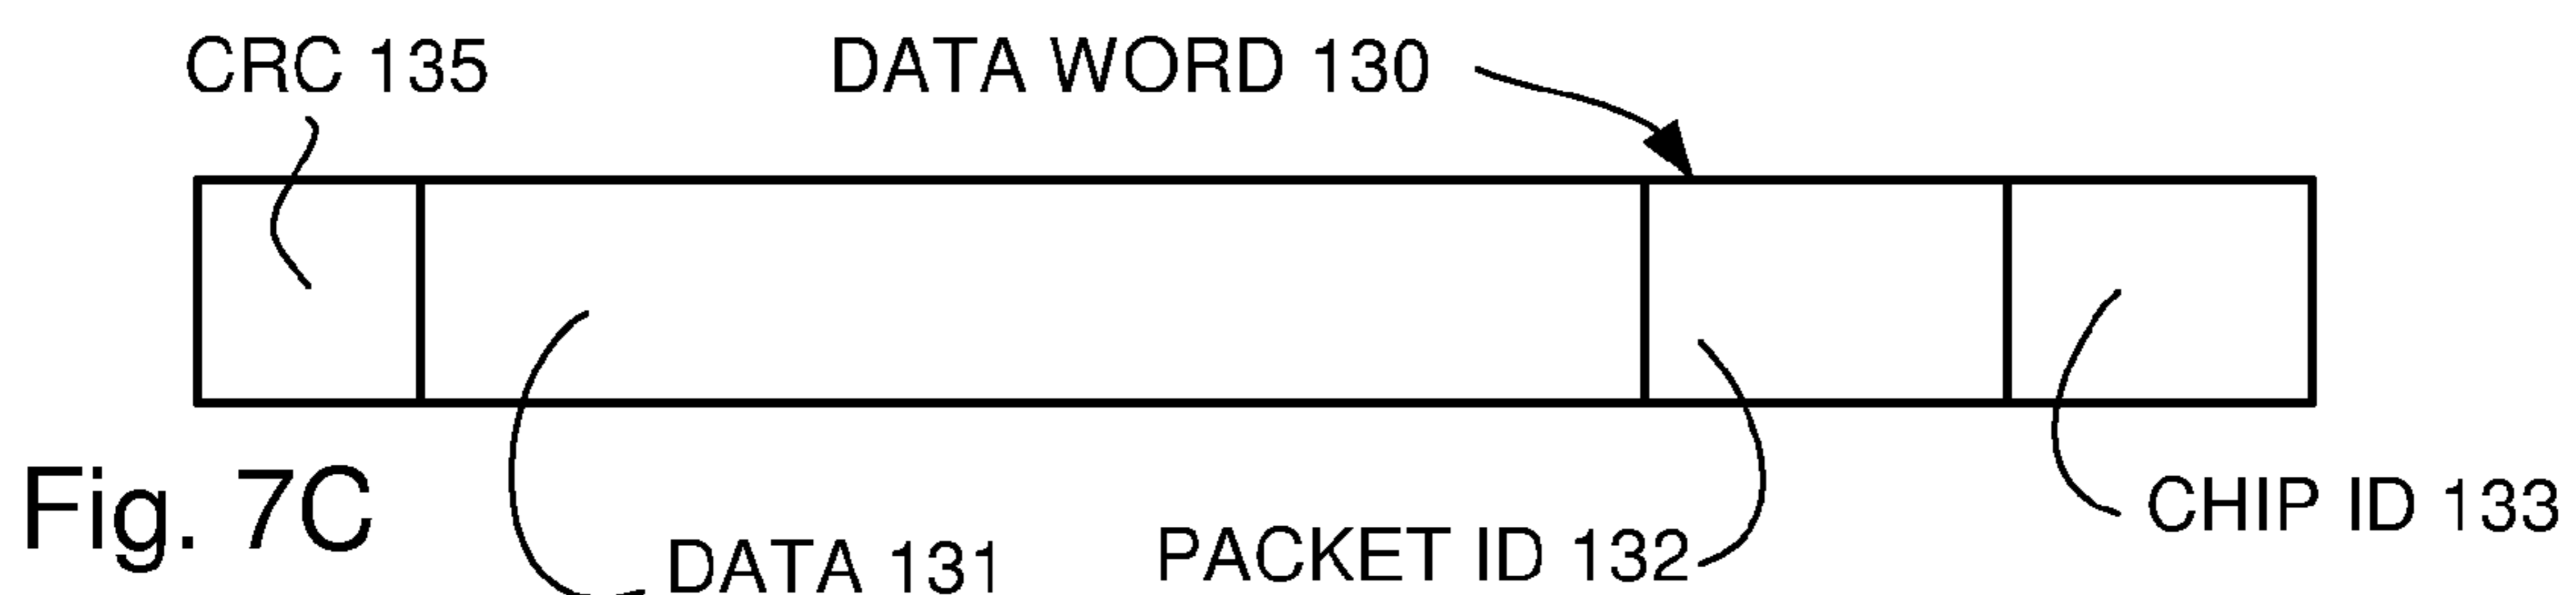 CRC 135
DATA WORD 130
Fig. 7C
DATA 131
PACKET ID 132
CHIP ID 133